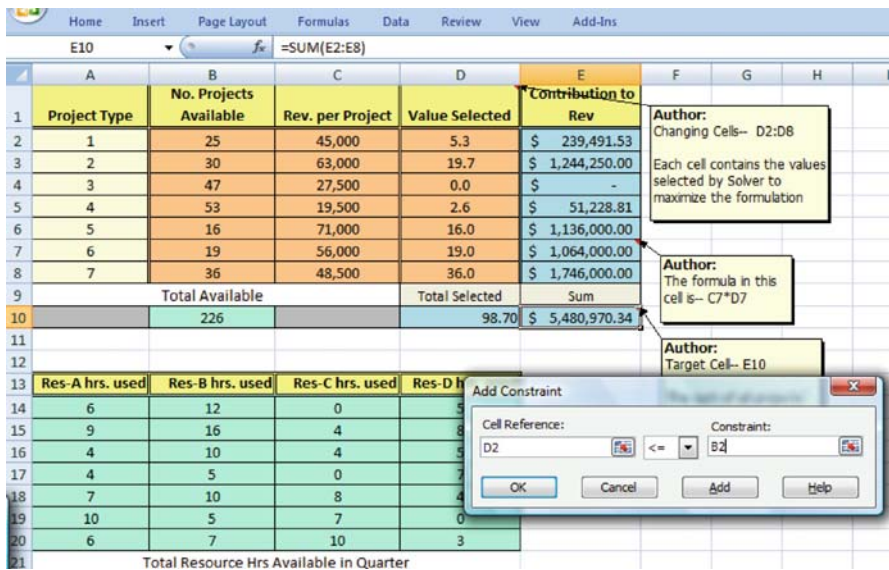 Home Insert Page Layout Formulas Data Review View Add-Ins
E10 fx =SUM(E2:E8)
A B C D E F G H
1 Project Type No. Projects Available Rev. per Project Value Selected Contribution to Rev
2 1 25 45,000 5.3 $ 239,491.53
3 2 30 63,000 19.7 $ 1,244,250.00
4 3 47 27,500 0.0 $ -
5 4 53 19,500 2.6 $ 51,228.81
6 5 16 71,000 16.0 $ 1,136,000.00
7 6 19 56,000 19.0 $ 1,064,000.00
8 7 36 48,500 36.0 $ 1,746,000.00
9 Total Available Total Selected Sum
10 226 98.70 $ 5,480,970.34
11
12
Author:
Changing Cells-- D2:D8
Each cell contains the values
selected by Solver to
maximize the formulation
Author:
The formula in this
cell is-- C7*D7
Author:
Target Cell-- E10
13 Res-A hrs. used Res-B hrs. used Res-C hrs. used Res-D
14 6 12 0 5
15 9 16 4 8
16 4 10 4 5
17 4 5 0 7
18 7 10 8 4
19 10 5 7 0
20 6 7 10 3
21 Total Resource Hrs Available in Quarter
Add Constraint
Cell Reference: Constraint:
D2 <= B2
OK Cancel Add Help